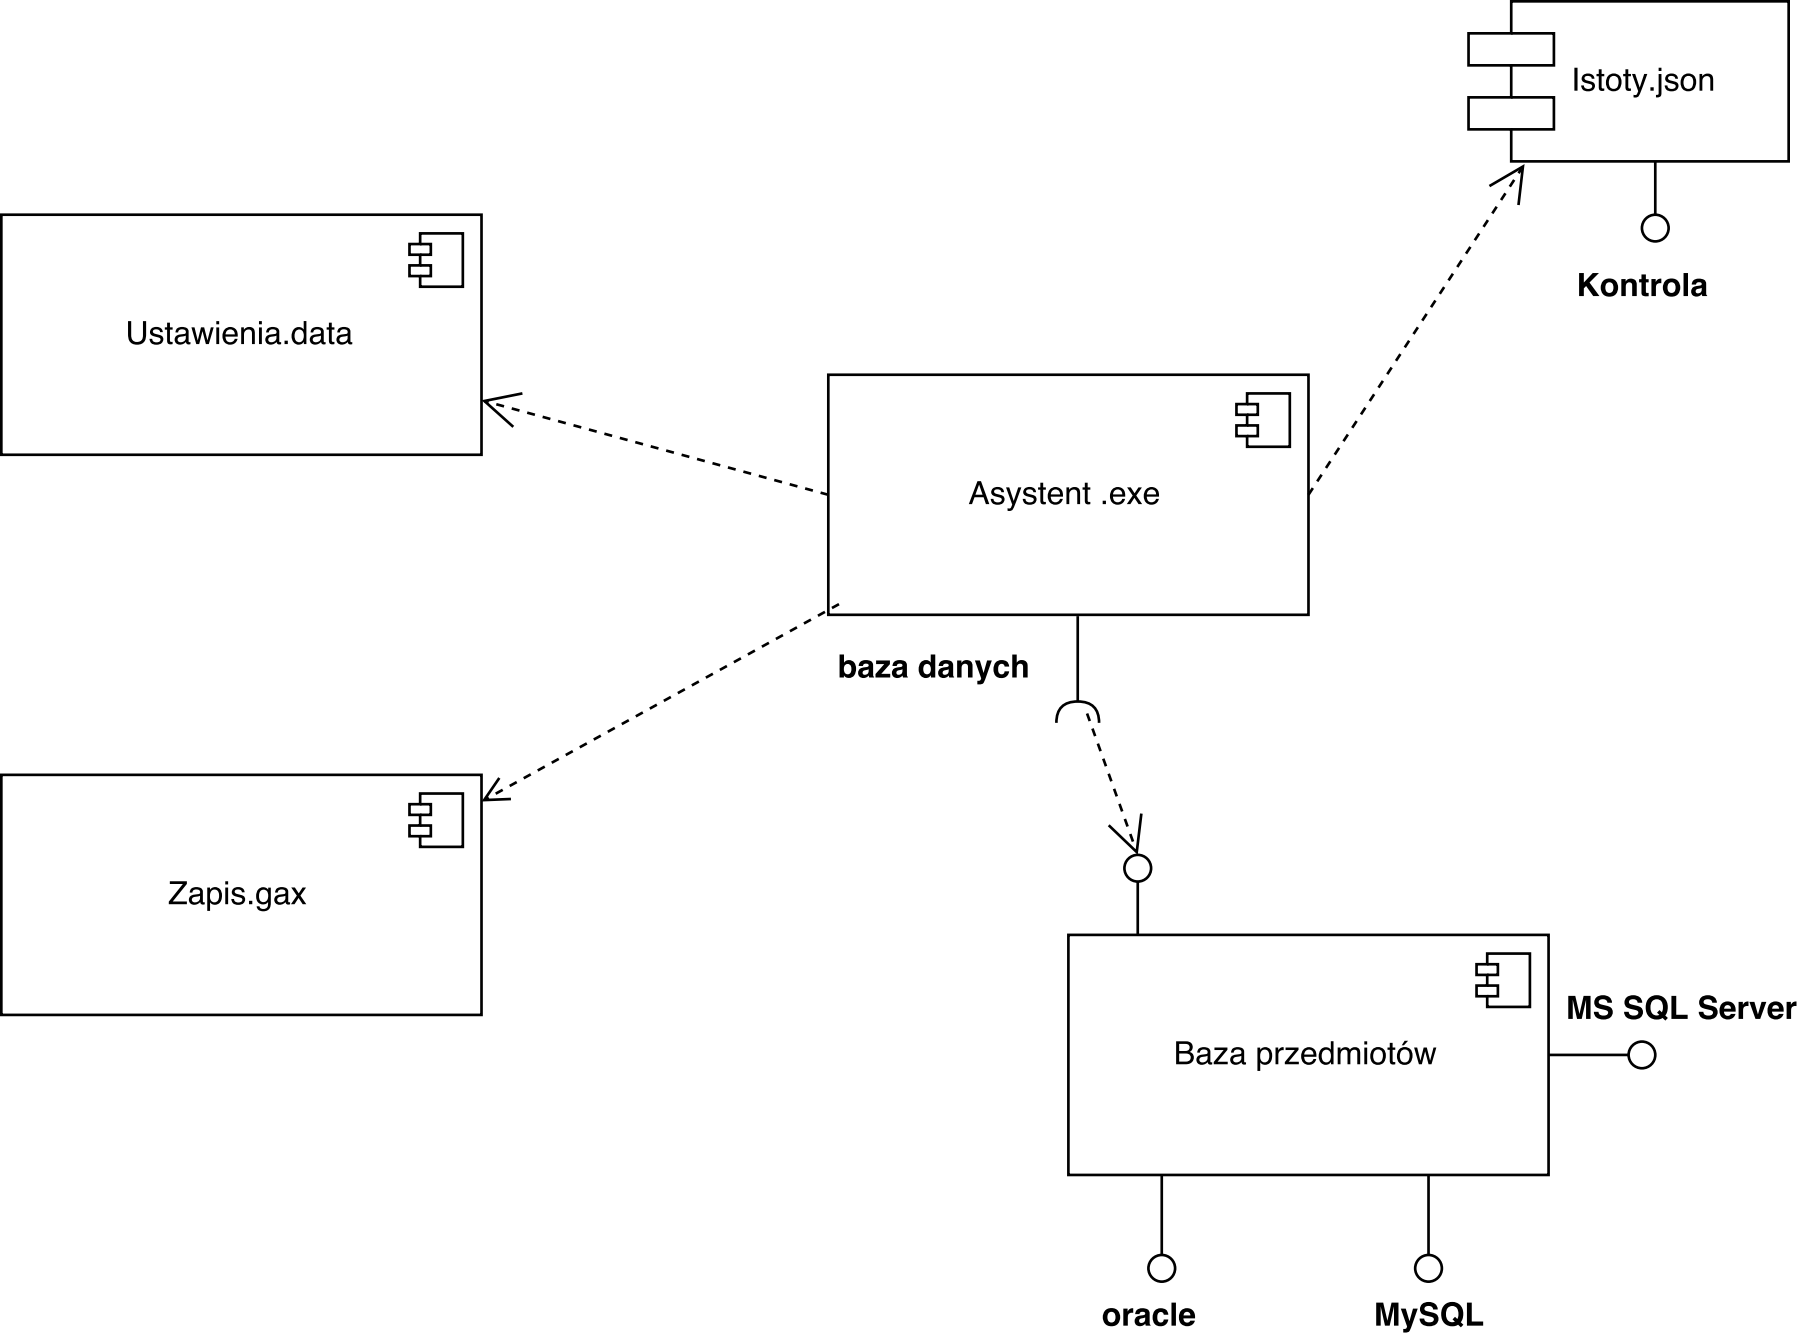 Istoty.json
Kontrola
Ustawienia.data
Asystent .exe
baza danych
Zapis.gax
MS SQL Server
Baza przedmiotów
oracle
MySQL